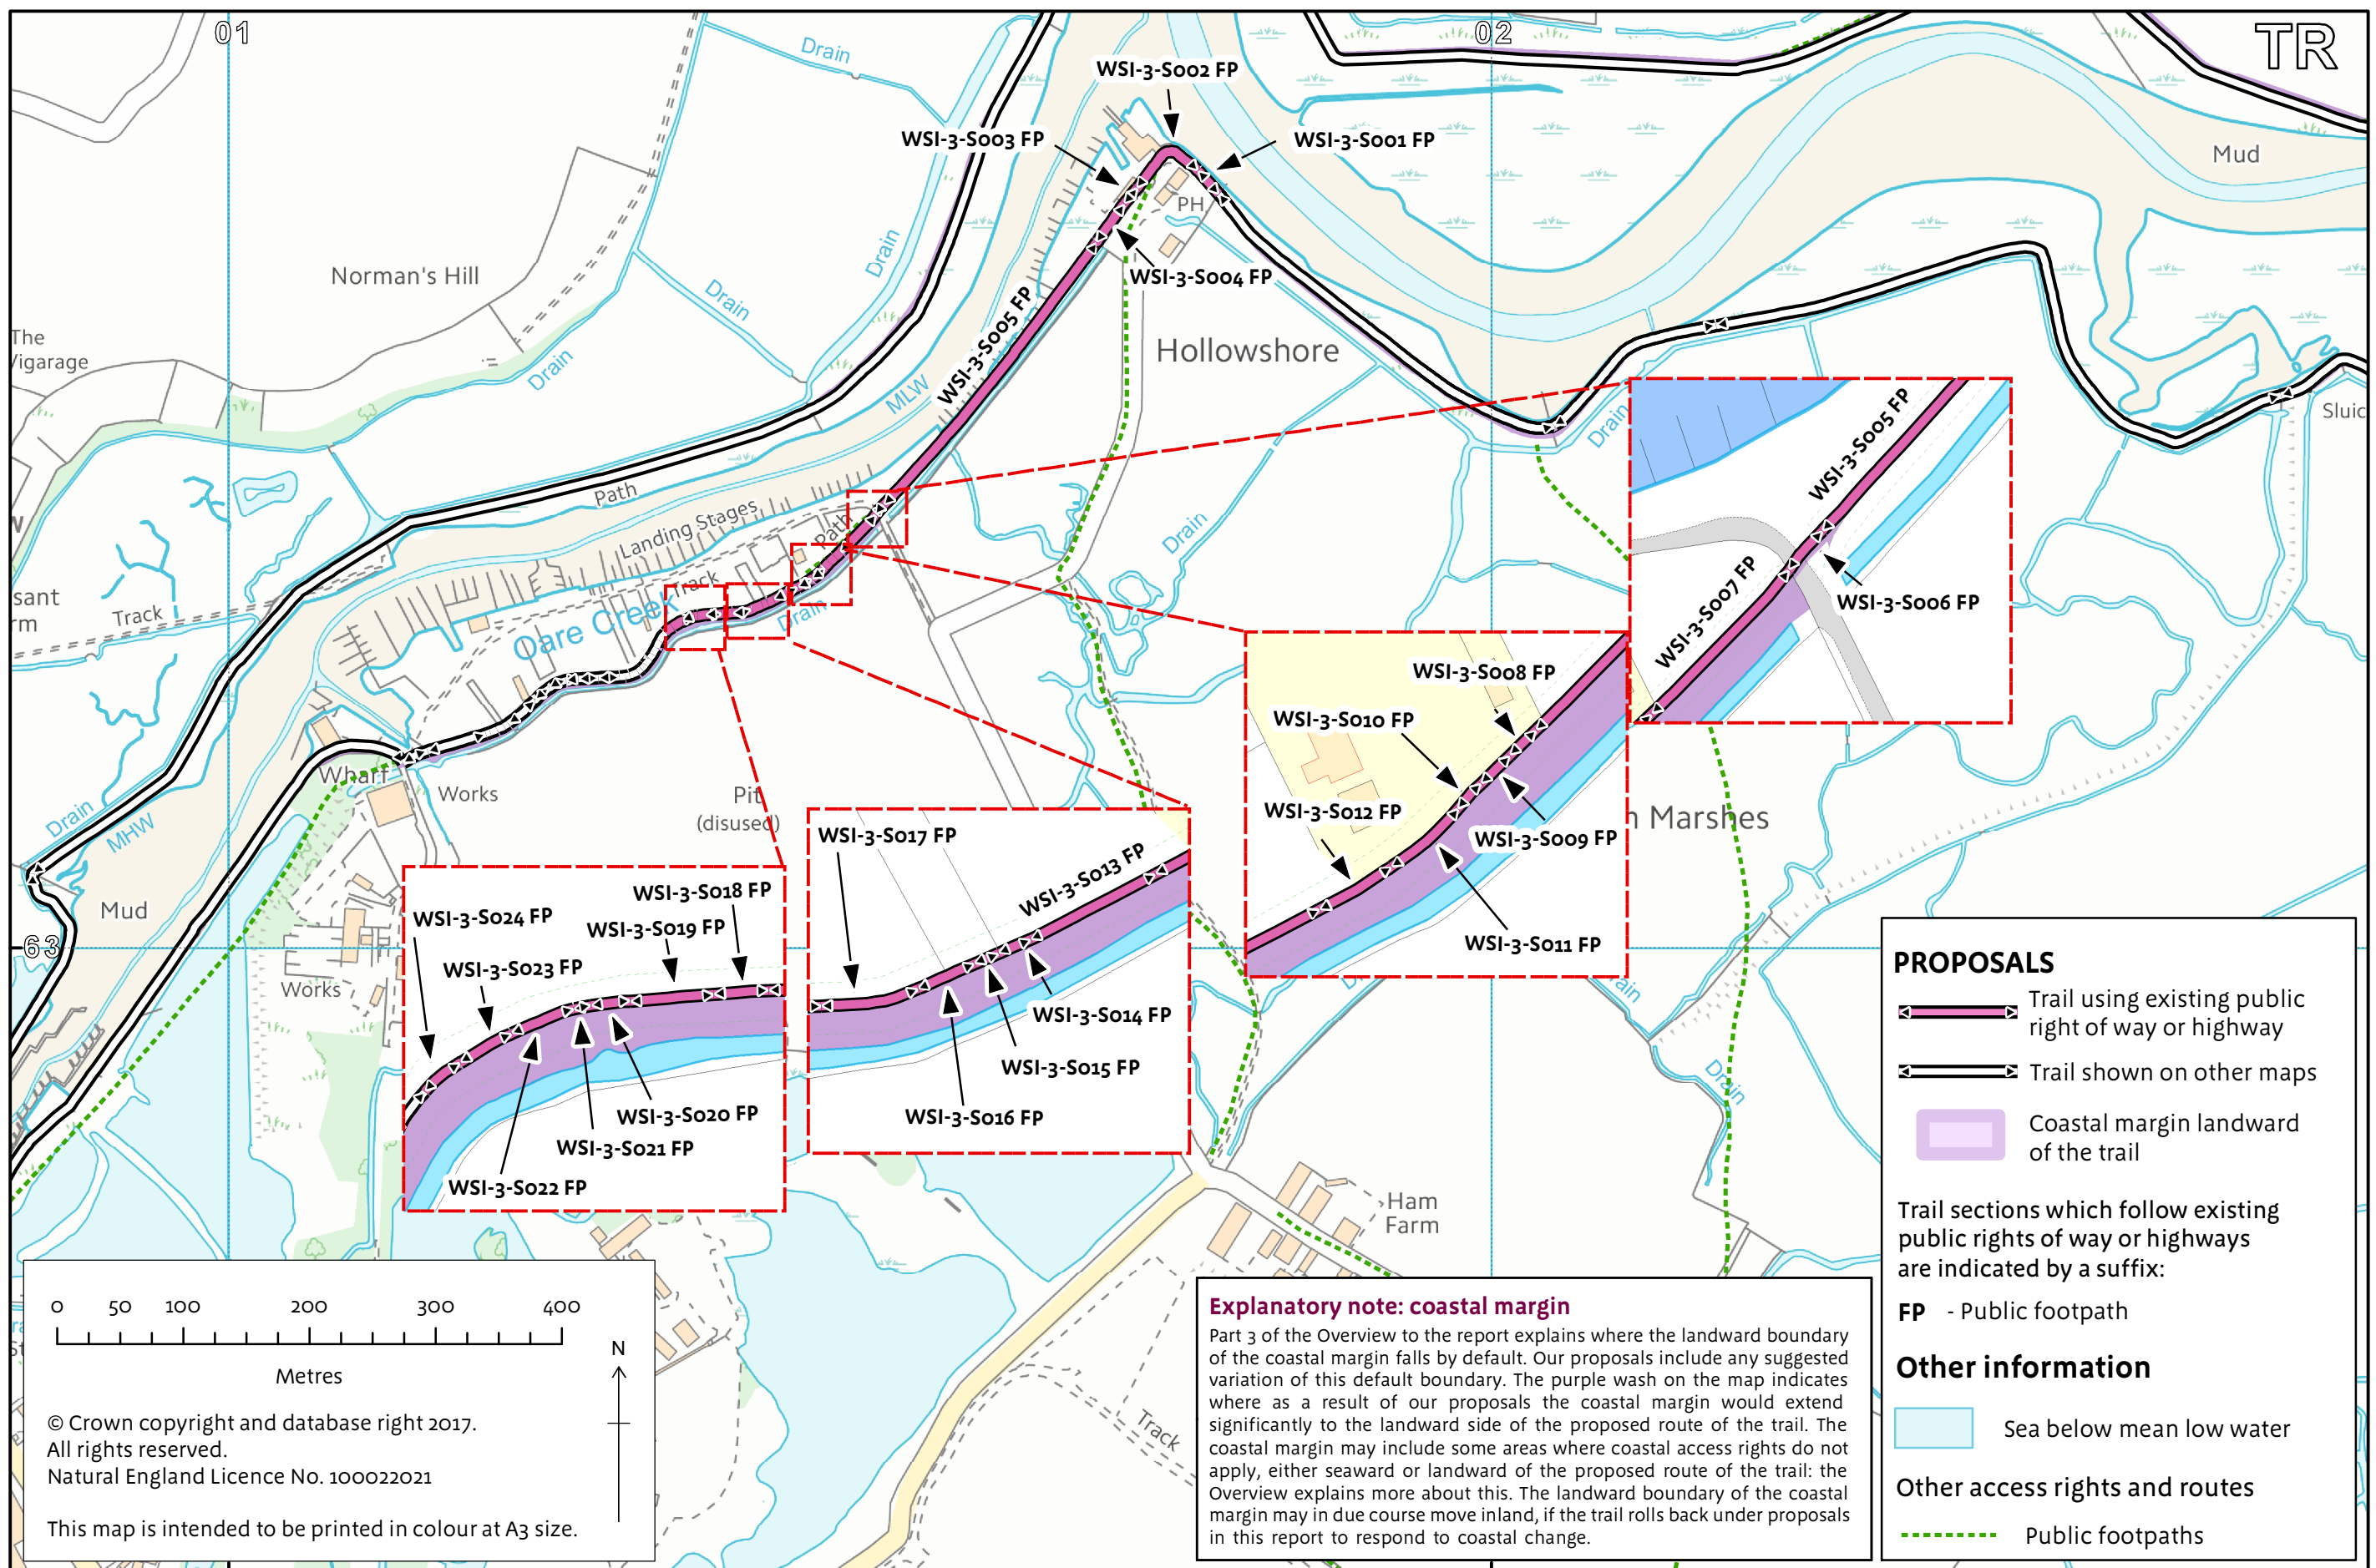 01
02
TR
Drain
WSI-3-S002 FP
WSI-3-S003 FP
WSI-3-S001 FP
Mud
PH
Drain
Norman's Hill
WSI-3-S004 FP
Drain
The
Vigarage
Drain
WSI-3-S005 FP
Hollowshore
MLW
Drain
Sluic
WSI-3-S005 FP
Path
Landing Stages
Path
Drain
Track
sant
rm
Track
Oare Creek
Drain
WSI-3-S007 FP
WSI-3-S006 FP
WSI-3-S008 FP
WSI-3-S010 FP
WSI-3-S012 FP
WSI-3-S009 FP
WSI-3-S011 FP
n Marshes
Wharf
Works
Pit
(disused)
Drain
MHW
WSI-3-S017 FP
WSI-3-S013 FP
WSI-3-S014 FP
WSI-3-S015 FP
WSI-3-S016 FP
WSI-3-S018 FP
WSI-3-S024 FP
WSI-3-S019 FP
WSI-3-S023 FP
WSI-3-S020 FP
WSI-3-S021 FP
WSI-3-S022 FP
Mud
63
Works
Drain
Ham
Farm
Track
PROPOSALS
Trail using existing public
right of way or highway
Trail shown on other maps
Coastal margin landward
of the trail
Trail sections which follow existing
public rights of way or highways
are indicated by a suffix:
FP - Public footpath
Other information
Sea below mean low water
Other access rights and routes
Public footpaths
0 50 100 200 300 400
Metres
N
© Crown copyright and database right 2017.
All rights reserved.
Natural England Licence No. 100022021
This map is intended to be printed in colour at A3 size.
Explanatory note: coastal margin
Part 3 of the Overview to the report explains where the landward boundary
of the coastal margin falls by default. Our proposals include any suggested
variation of this default boundary. The purple wash on the map indicates
where as a result of our proposals the coastal margin would extend
significantly to the landward side of the proposed route of the trail. The
coastal margin may include some areas where coastal access rights do not
apply, either seaward or landward of the proposed route of the trail: the
Overview explains more about this. The landward boundary of the coastal
margin may in due course move inland, if the trail rolls back under proposals
in this report to respond to coastal change.